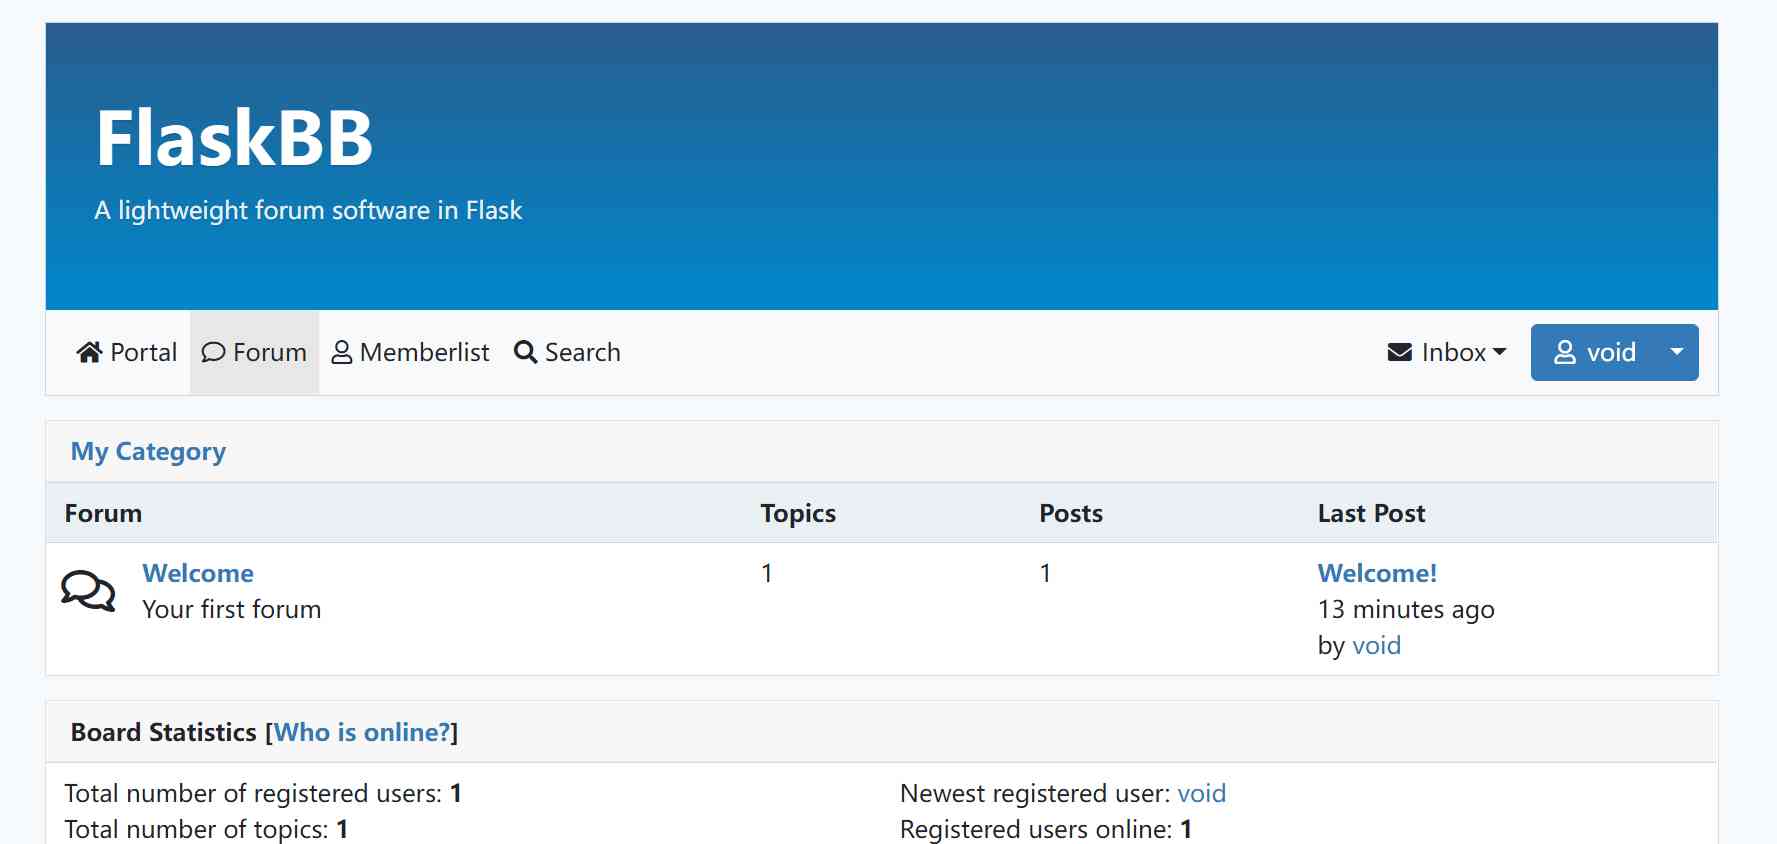 FlaskBB
A lightweight forum software in Flask
Portal Forum Memberlist Search Inbox void
My Category
Forum Topics Posts Last Post
Welcome 1 1 Welcome!
Your first forum 13 minutes ago
by void
Board Statistics [Who is online?]
Total number of registered users: 1 Newest registered user: void
Total number of topics: 1 Registered users online: 1